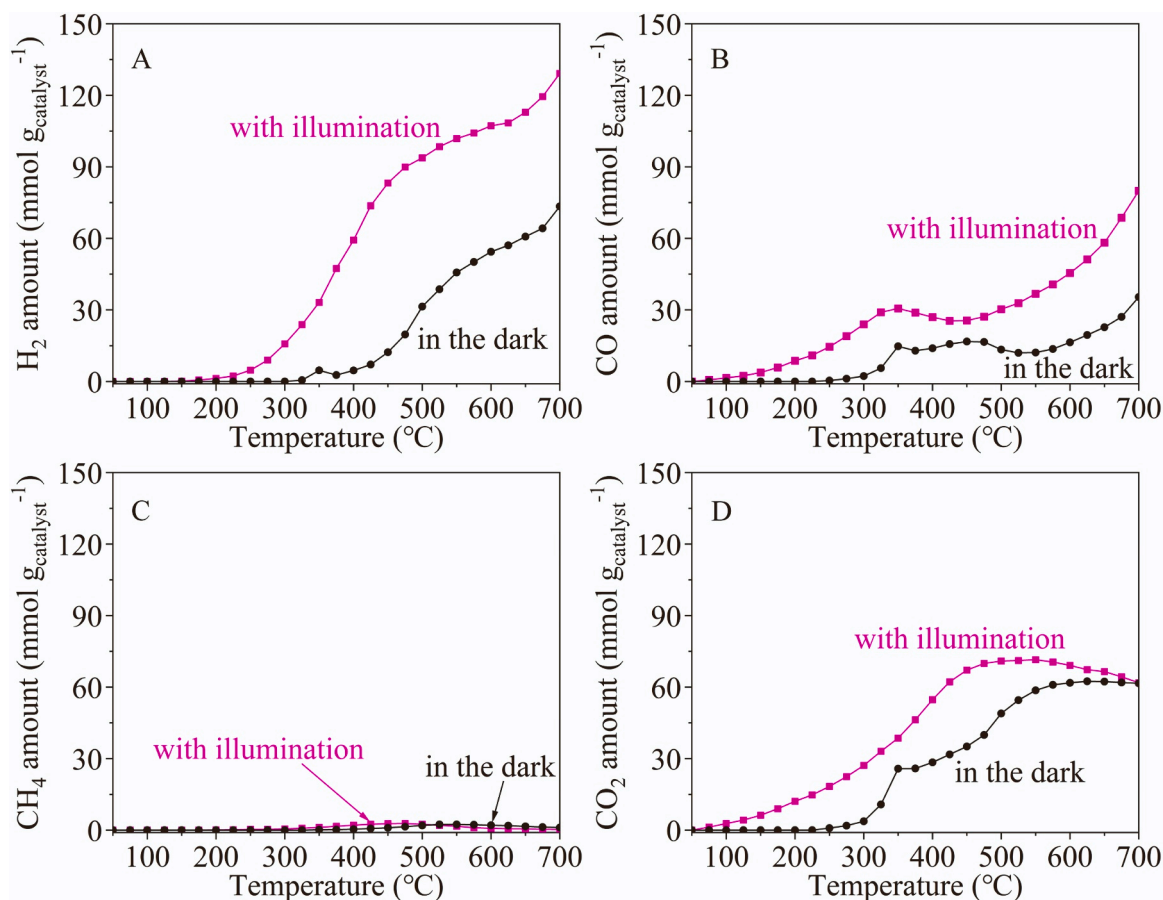 A
H2 amount (mmol gcatalyst-1)
150
120
90
60
30
0
with illumination
in the dark
100 200 300 400 500 600 700
Temperature (℃)
B
CO amount (mmol gcatalyst-1)
150
120
90
60
30
0
with illumination
in the dark
100 200 300 400 500 600 700
Temperature (℃)
C
CH4 amount (mmol gcatalyst-1)
150
120
90
60
30
0
with illumination
in the dark
100 200 300 400 500 600 700
Temperature (℃)
D
CO2 amount (mmol gcatalyst-1)
150
120
90
60
30
0
with illumination
in the dark
100 200 300 400 500 600 700
Temperature (℃)